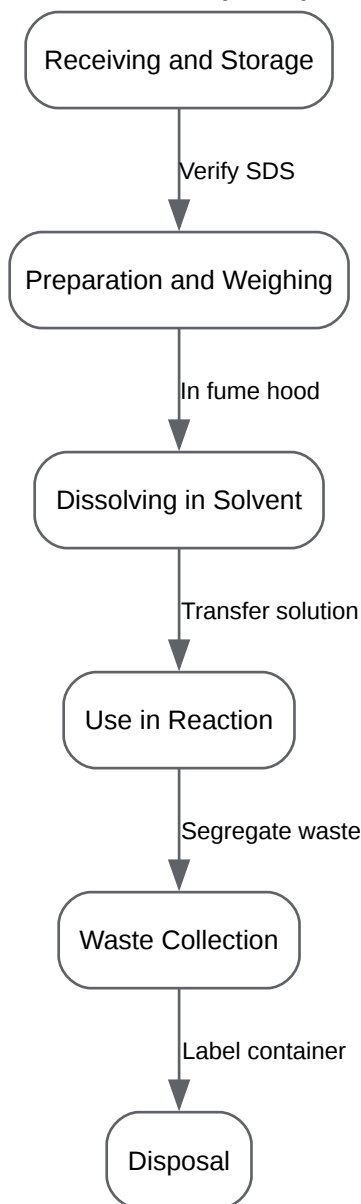 Receiving and Storage
Verify SDS
Preparation and Weighing
In fume hood
Dissolving in Solvent
Transfer solution
Use in Reaction
Segregate waste
Waste Collection
Label container
Disposal